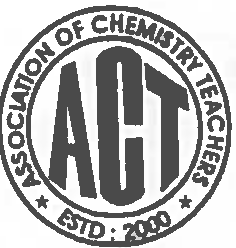 ASSOCIATION OF CHEMISTRY TEACHERS
ACT
ESTD : 2000